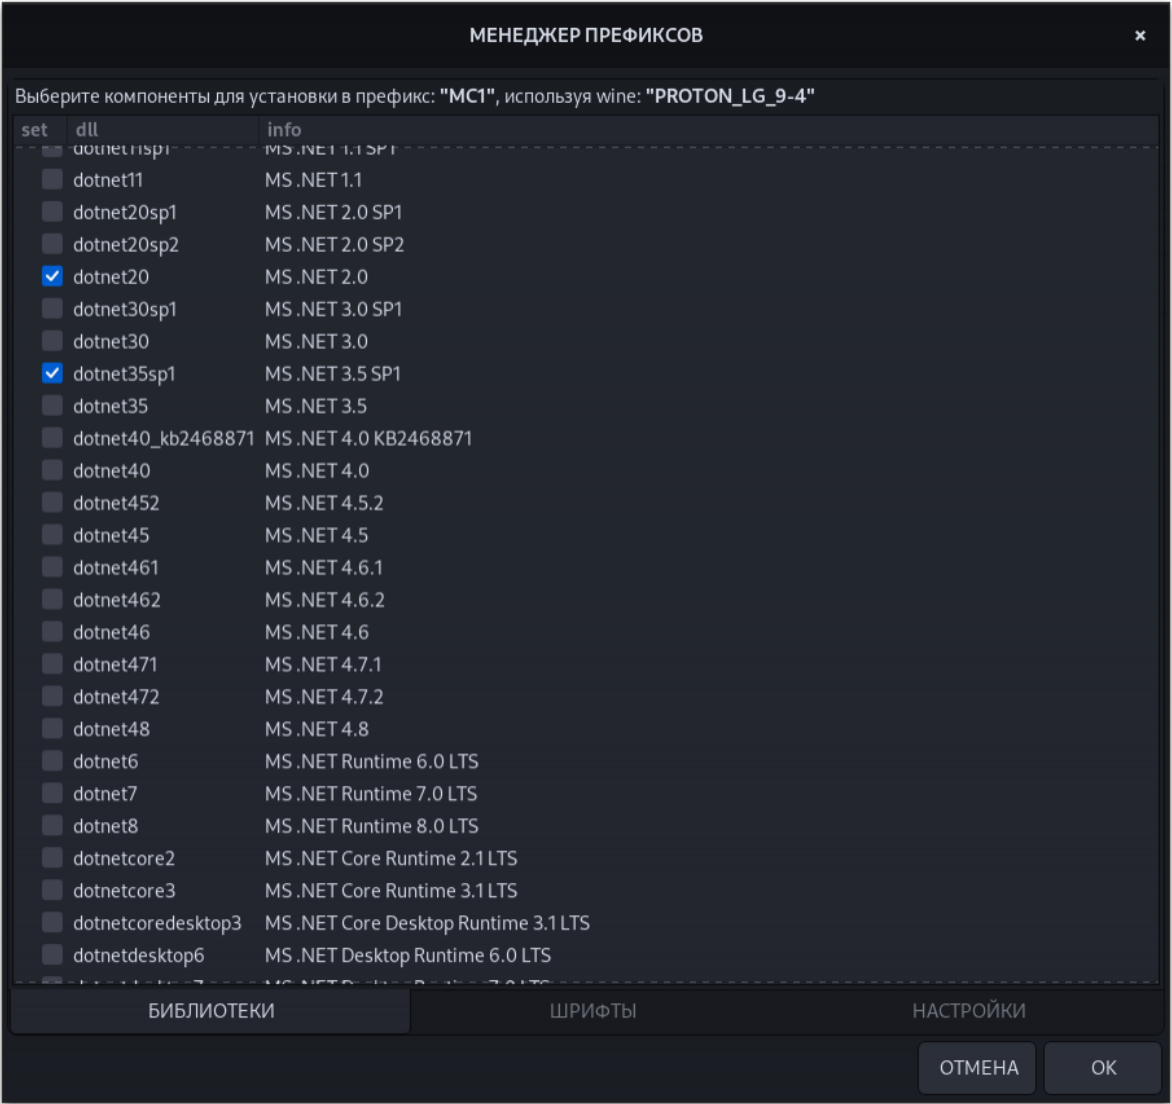 МЕНЕДЖЕР ПРЕФИКСОВ
Выберите компоненты для установки в префикс: "MC1", используя wine: "PROTON_LG_9-4"
set dll info
dotnet11sp1 MS .NET 1.1 SP1
dotnet11 MS .NET 1.1
dotnet20sp1 MS .NET 2.0 SP1
dotnet20sp2 MS .NET 2.0 SP2
dotnet20 MS .NET 2.0
dotnet30sp1 MS .NET 3.0 SP1
dotnet30 MS .NET 3.0
dotnet35sp1 MS .NET 3.5 SP1
dotnet35 MS .NET 3.5
dotnet40_kb2468871 MS .NET 4.0 KB2468871
dotnet40 MS .NET 4.0
dotnet452 MS .NET 4.5.2
dotnet45 MS .NET 4.5
dotnet461 MS .NET 4.6.1
dotnet462 MS .NET 4.6.2
dotnet46 MS .NET 4.6
dotnet471 MS .NET 4.7.1
dotnet472 MS .NET 4.7.2
dotnet48 MS .NET 4.8
dotnet6 MS .NET Runtime 6.0 LTS
dotnet7 MS .NET Runtime 7.0 LTS
dotnet8 MS .NET Runtime 8.0 LTS
dotnetcore2 MS .NET Core Runtime 2.1 LTS
dotnetcore3 MS .NET Core Runtime 3.1 LTS
dotnetcoredesktop3 MS .NET Core Desktop Runtime 3.1 LTS
dotnetdesktop6 MS .NET Desktop Runtime 6.0 LTS
БИБЛИОТЕКИ ШРИФТЫ НАСТРОЙКИ
ОТМЕНА OK